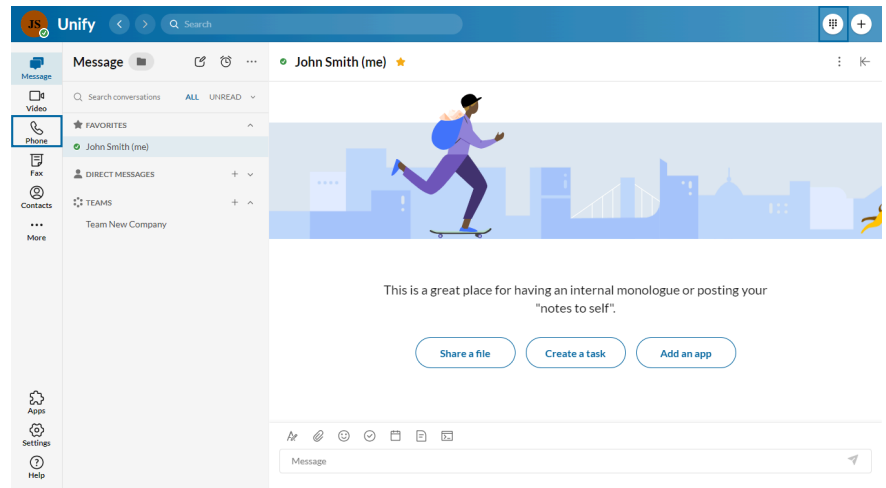 JS Unify Search
Message
Video
Phone
Fax
Contacts
More
Apps
Settings
Help
Message
Search conversations ALL UNREAD
FAVORITES
John Smith (me)
DIRECT MESSAGES
TEAMS
Team New Company
John Smith (me)
This is a great place for having an internal monologue or posting your
"notes to self".
Share a file Create a task Add an app
Message